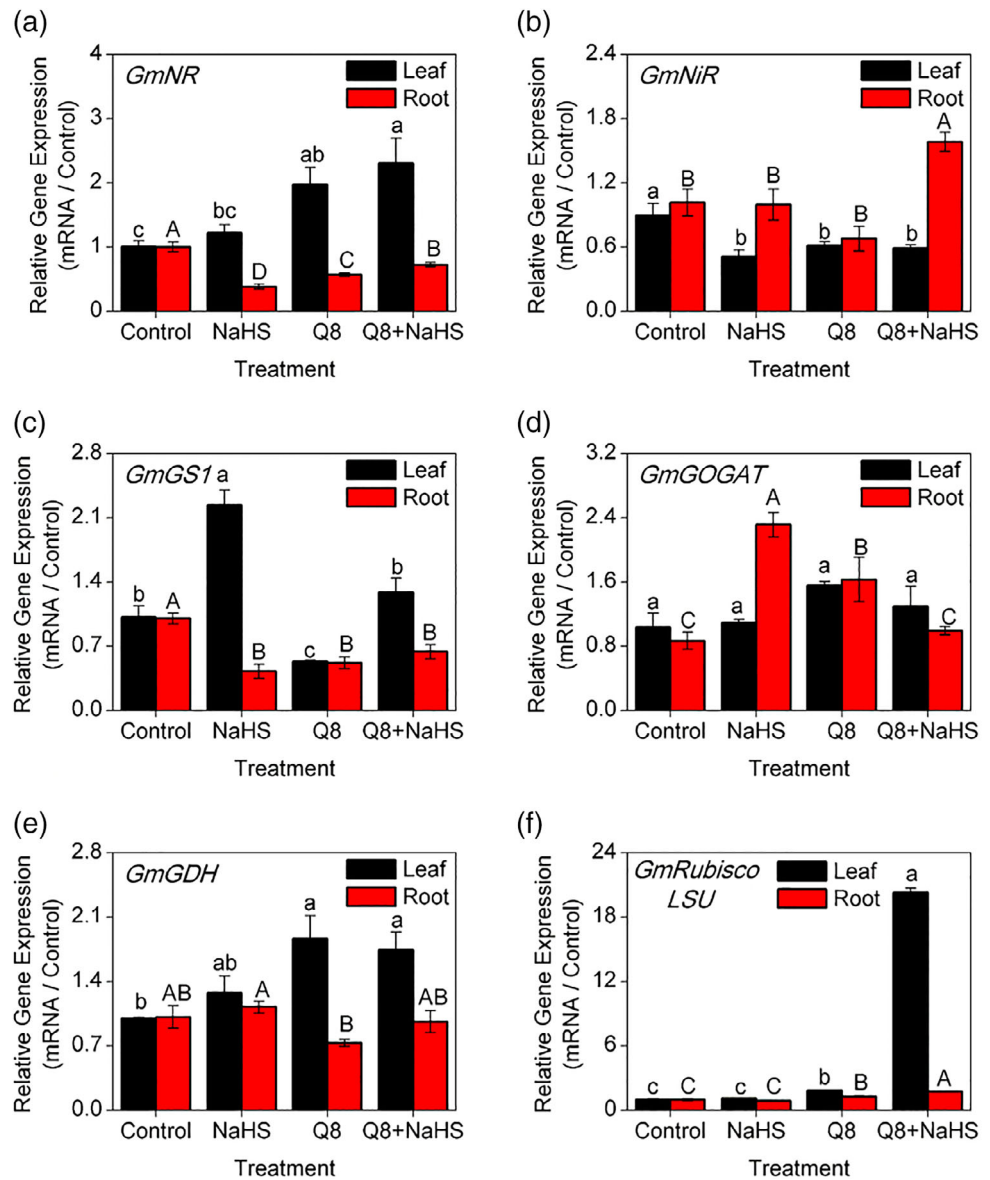 (a)
GmNR
Leaf
Root
Relative Gene Expression
(mRNA / Control)
4
3
2
1
0
c A bc D ab C a B
Control NaHS Q8 Q8+NaHS
Treatment
(b)
GmNiR
Leaf
Root
Relative Gene Expression
(mRNA / Control)
2.4
1.8
1.2
0.6
0.0
a B b B b B b A
Control NaHS Q8 Q8+NaHS
Treatment
(c)
GmGS1
Leaf
Root
Relative Gene Expression
(mRNA / Control)
2.8
2.1
1.4
0.7
0.0
b A a B c B b B
Control NaHS Q8 Q8+NaHS
Treatment
(d)
GmGOGAT
Leaf
Root
Relative Gene Expression
(mRNA / Control)
3.2
2.4
1.6
0.8
0.0
a C a A a B a C
Control NaHS Q8 Q8+NaHS
Treatment
(e)
GmGDH
Leaf
Root
Relative Gene Expression
(mRNA / Control)
2.8
2.1
1.4
0.7
0.0
b AB ab A a B a AB
Control NaHS Q8 Q8+NaHS
Treatment
(f)
GmRubisco
LSU
Leaf
Root
Relative Gene Expression
(mRNA / Control)
24
18
12
6
0
c C c C b B a A
Control NaHS Q8 Q8+NaHS
Treatment